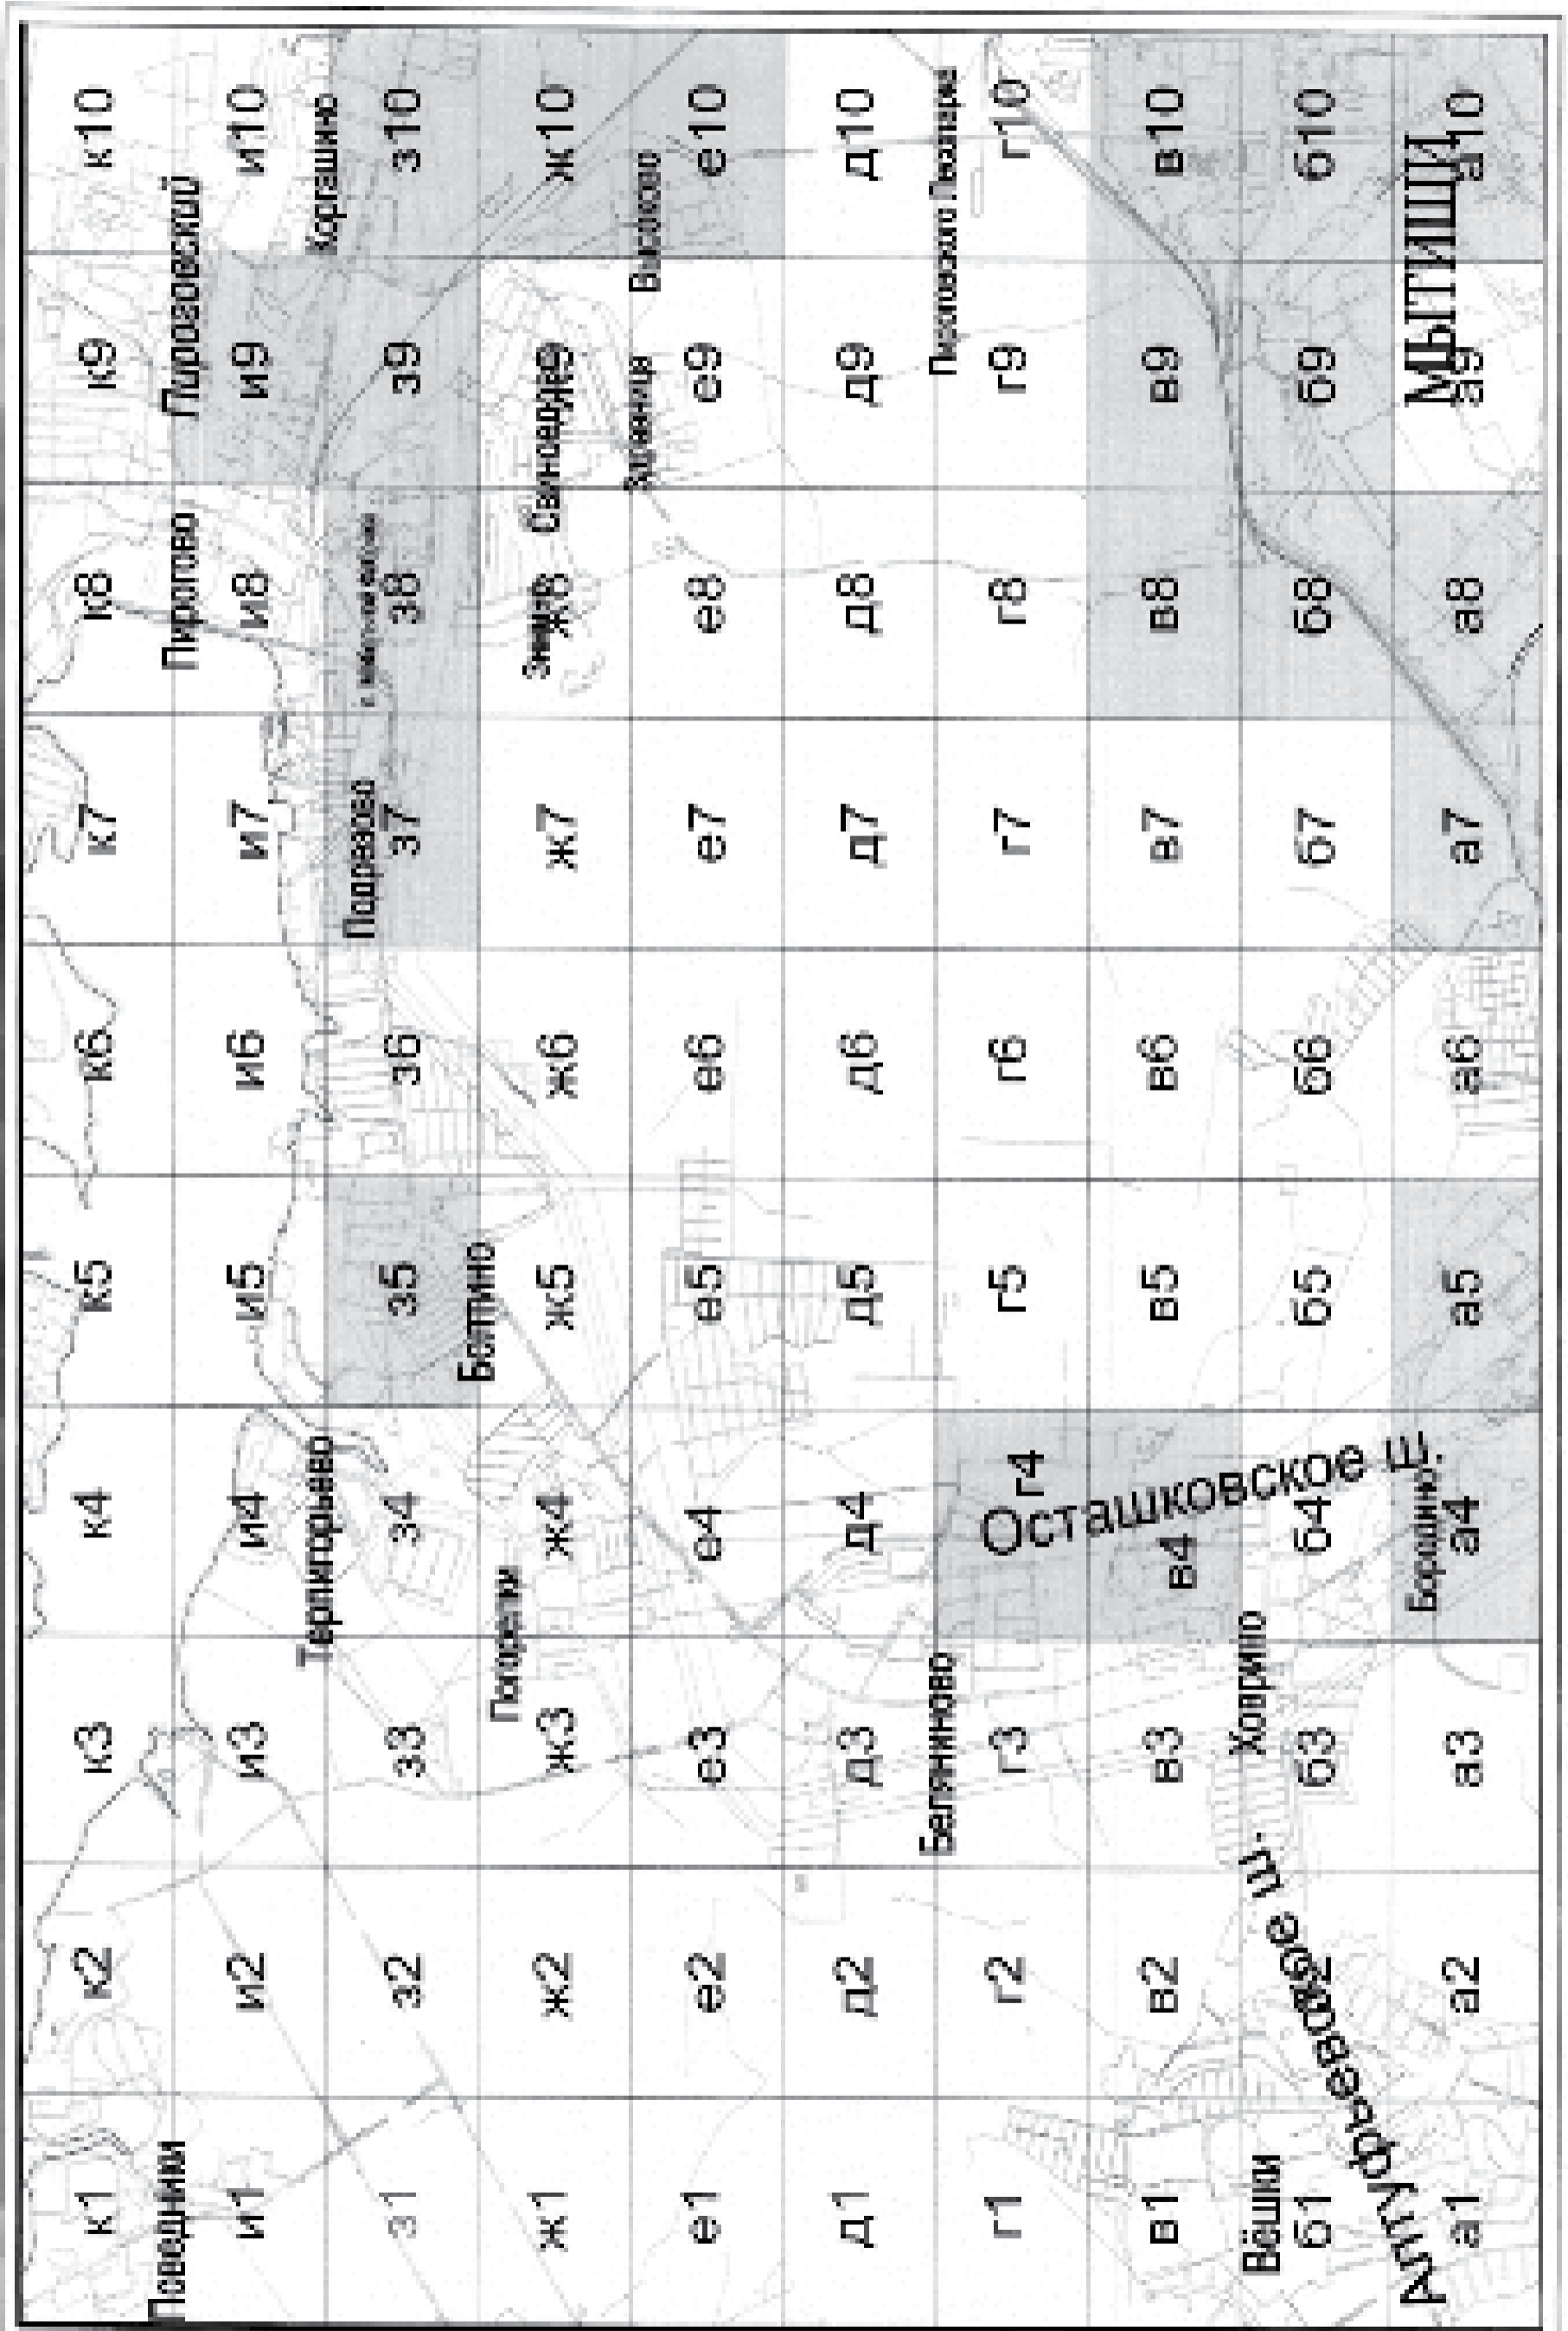 к1 к2 к3 к4 к5 к6 к7 к8 к9 к10
Поведники Пирогово Пироговский
и1 и2 и3 и4 и5 и6 и7 и8 и9 и10
Терпигорьево Коргашино
з1 з2 з3 з4 з5 з6 з7 з8 з9 з10
Подрезово
Погорелки Болтино
ж1 ж2 ж3 ж4 ж5 ж6 ж7 ж8 ж9 ж10
Зимар Свиноедово
Зарница Высоково
е1 е2 е3 е4 е5 е6 е7 е8 е9 е10
д1 д2 д3 д4 д5 д6 д7 д8 д9 д10
Беляниново Пироговского Лесопарка
г1 г2 г3 г4 г5 г6 г7 г8 г9 г10
в1 в2 в3 в4 в5 в6 в7 в8 в9 в10
Осташковское ш.
Вёшки Ховрино
б1 б2 б3 б4 б5 б6 б7 б8 б9 б10
Алтуфьевское ш.
Бородино МЫТИЩИ
а1 а2 а3 а4 а5 а6 а7 а8 а9 а10